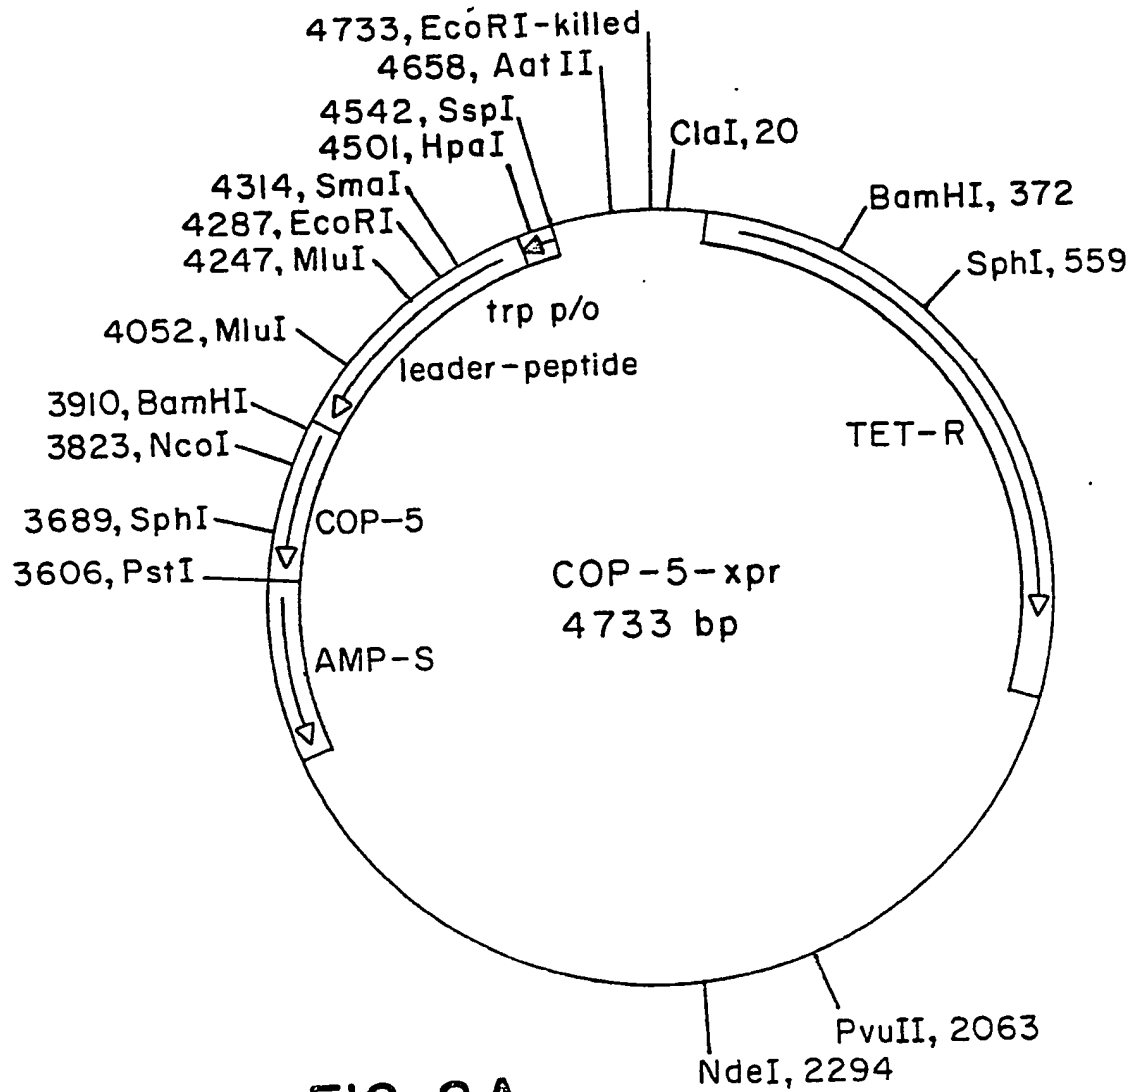 4733, EcoRI-killed
4658, AatII
4542, SspI
4501, HpaI
4314, SmaI
4287, EcoRI
4247, MluI
4052, MluI
3910, BamHI
3823, NcoI
3689, SphI
3606, PstI
ClaI, 20
BamHI, 372
SphI, 559
trp p/o
leader-peptide
TET-R
COP-5
COP-5-xpr
4733 bp
AMP-S
PvuII, 2063
NdeI, 2294